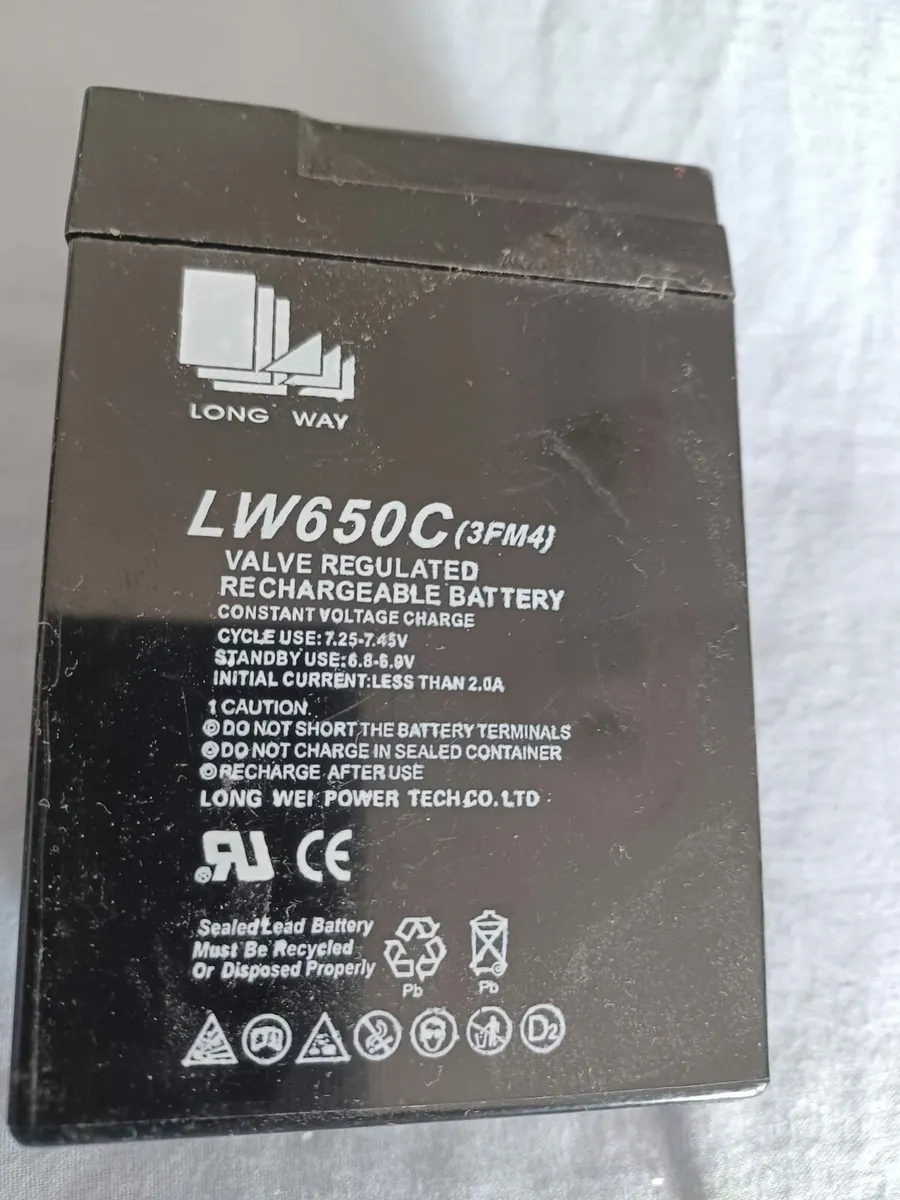 LONG WAY
LW650C (3FM4)
VALVE REGULATED
RECHARGEABLE BATTERY
CONSTANT VOLTAGE CHARGE
CYCLE USE: 7.25-7.45V
STANDBY USE: 6.8-6.9V
INITIAL CURRENT: LESS THAN 2.0A
! CAUTION
DO NOT SHORT THE BATTERY TERMINALS
DO NOT CHARGE IN SEALED CONTAINER
RECHARGE AFTER USE
LONG WEI POWER TECH.CO.LTD
RU CE
Sealed Lead Battery
Must Be Recycled
Or Disposed Properly
Pb Pb
D2